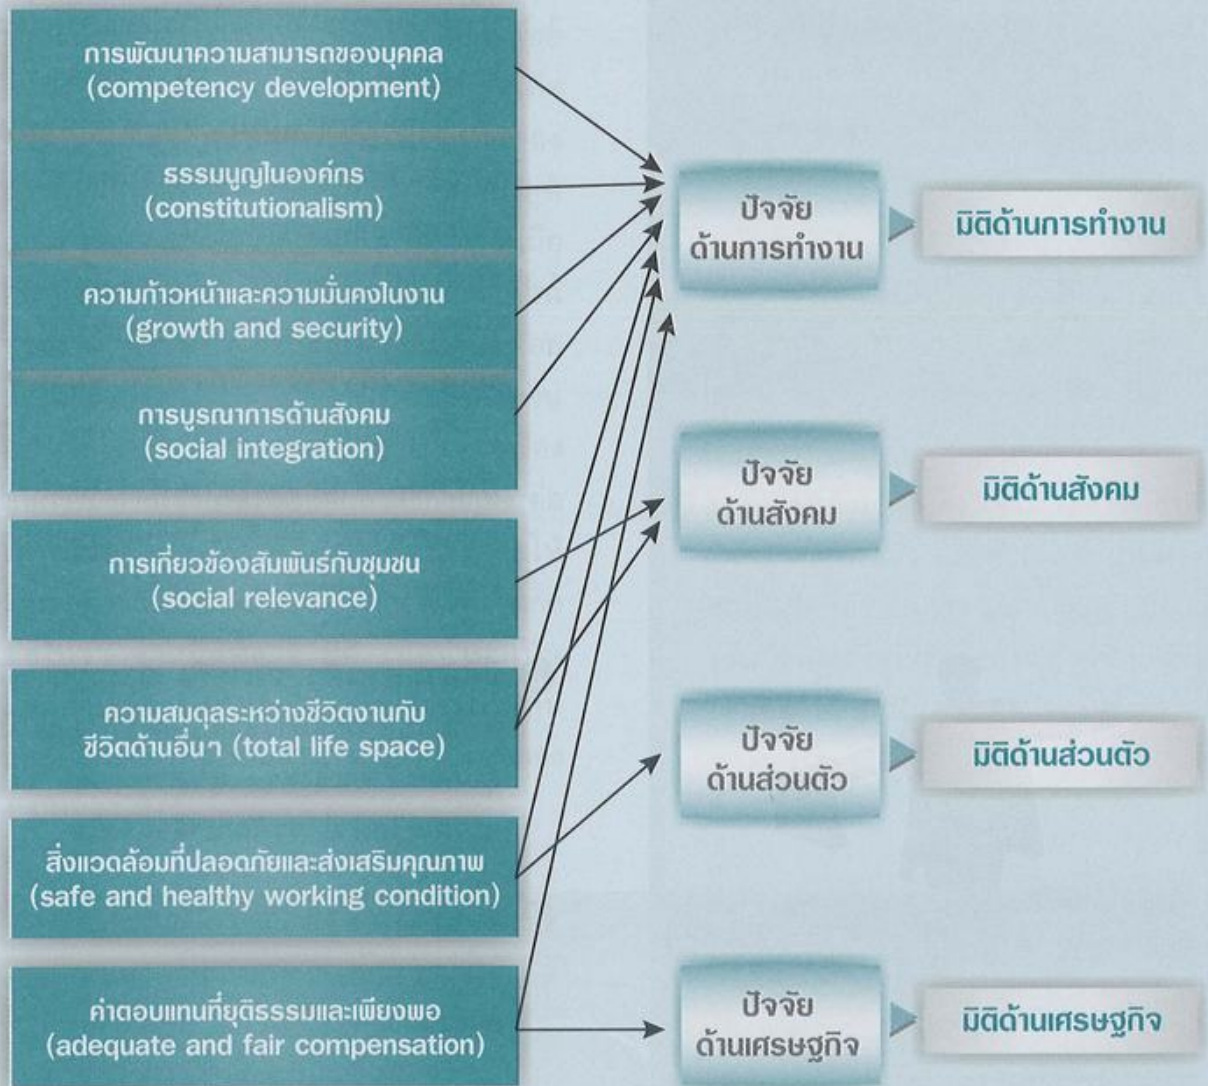 การพัฒนาความสามารถของบุคคล
(competency development)
ธรรมนูญในองค์กร
(constitutionalism)
ความก้าวหน้าและความมั่นคงในงาน
(growth and security)
การบูรณาการด้านสังคม
(social integration)
การเกี่ยวข้องสัมพันธ์กับชุมชน
(social relevance)
ความสมดุลระหว่างชีวิตงานกับ
ชีวิตด้านอื่นๆ (total life space)
สิ่งแวดล้อมที่ปลอดภัยและส่งเสริมคุณภาพ
(safe and healthy working condition)
ค่าตอบแทนที่ยุติธรรมและเพียงพอ
(adequate and fair compensation)
ปัจจัย
ด้านการทำงาน
มิติด้านการทำงาน
ปัจจัย
ด้านสังคม
มิติด้านสังคม
ปัจจัย
ด้านส่วนตัว
มิติด้านส่วนตัว
ปัจจัย
ด้านเศรษฐกิจ
มิติด้านเศรษฐกิจ